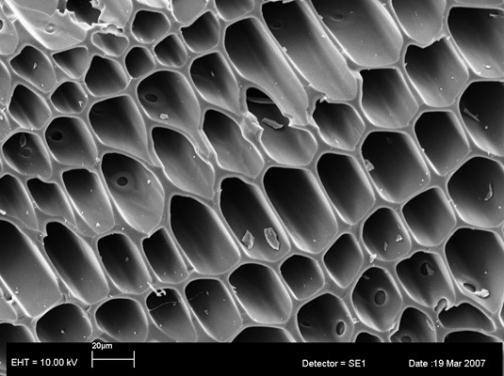 20µm
EHT = 10.00 kV Detector = SE1 Date :19 Mar 2007